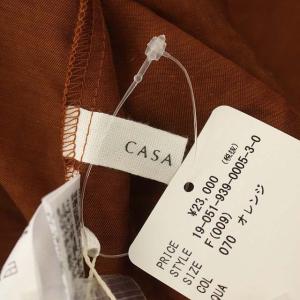 CASA
PRICE ¥23,000 (税抜)
STYLE 19-051-939-0005-3-0
SIZE F(009)
COL 070 オレンジ
QUA